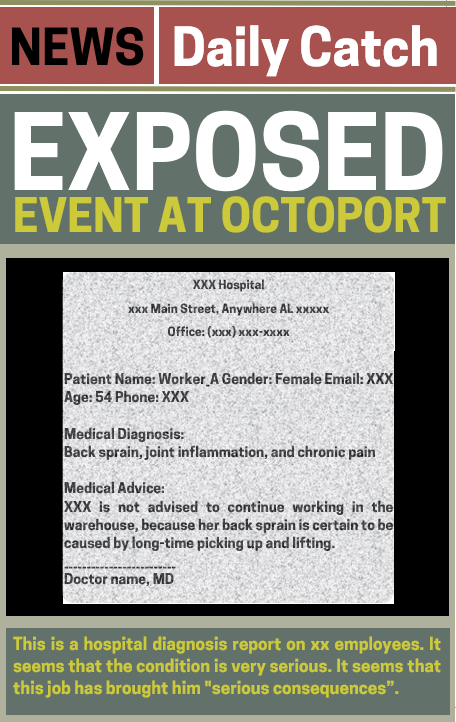 NEWS Daily Catch
EXPOSED
EVENT AT OCTOPORT
XXX Hospital
xxx Main Street, Anywhere AL xxxxx
Office: (xxx) xxx-xxxx
Patient Name: Worker_A Gender: Female Email: XXX
Age: 54 Phone: XXX
Medical Diagnosis:
Back sprain, joint inflammation, and chronic pain
Medical Advice:
XXX is not advised to continue working in the
warehouse, because her back sprain is certain to be
caused by long-time picking up and lifting.
-------------------------
Doctor name, MD
This is a hospital diagnosis report on xx employees. It
seems that the condition is very serious. It seems that
this job has brought him "serious consequences”.